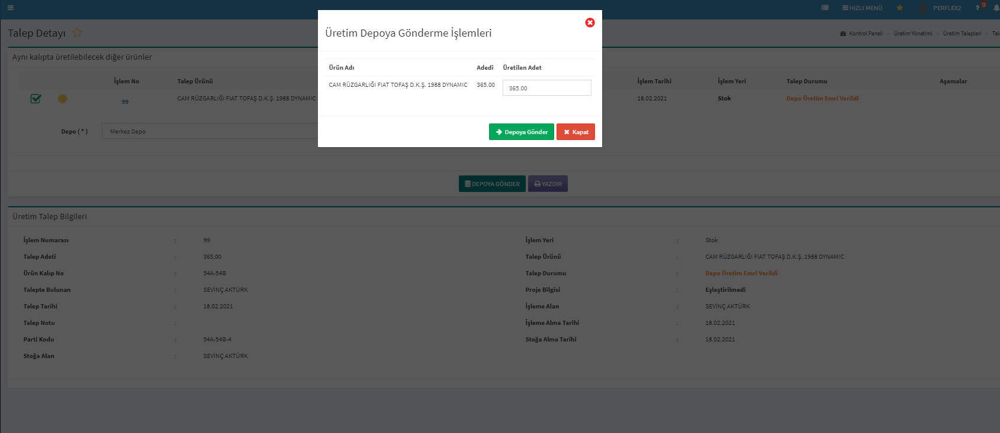 HIZLI MENÜ
PERFLEX2
?
9
Talep Detayı
Kontrol Paneli > Üretim Yönetimi > Üretim Talepleri > Tal
Aynı kalıpta üretilebilecek diğer ürünler
İşlem No Talep Ürünü İşlem Tarihi İşlem Yeri Talep Durumu Aşamalar
99 CAM RÜZGARLIĞI FIAT TOFAŞ D.K.Ş. 1988 DYNAMIC 18.02.2021 Stok Depo Üretim Emri Verildi
Depo ( * ) Merkez Depo
Üretim Depoya Gönderme İşlemleri
Ürün Adı Adedi Üretilen Adet
CAM RÜZGARLIĞI FIAT TOFAŞ D.K.Ş. 1988 DYNAMIC 365.00 365.00
Depoya Gönder Kapat
DEPOYA GÖNDER YAZDIR
Üretim Talep Bilgileri
İşlem Numarası : 99
Talep Adeti : 365,00
Ürün Kalıp No : 54A-54B
Talepte Bulunan : SEVİNÇ AKTÜRK
Talep Tarihi : 18.02.2021
Talep Notu :
Parti Kodu : 54A-54B-4
Stoğa Alan : SEVİNÇ AKTÜRK
İşlem Yeri : Stok
Talep Ürünü : CAM RÜZGARLIĞI FIAT TOFAŞ D.K.Ş. 1988 DYNAMIC
Talep Durumu : Depo Üretim Emri Verildi
Proje Bilgisi : Eşleştirilmedi
İşleme Alan : SEVİNÇ AKTÜRK
İşleme Alma Tarihi : 18.02.2021
Stoğa Alma Tarihi : 18.02.2021